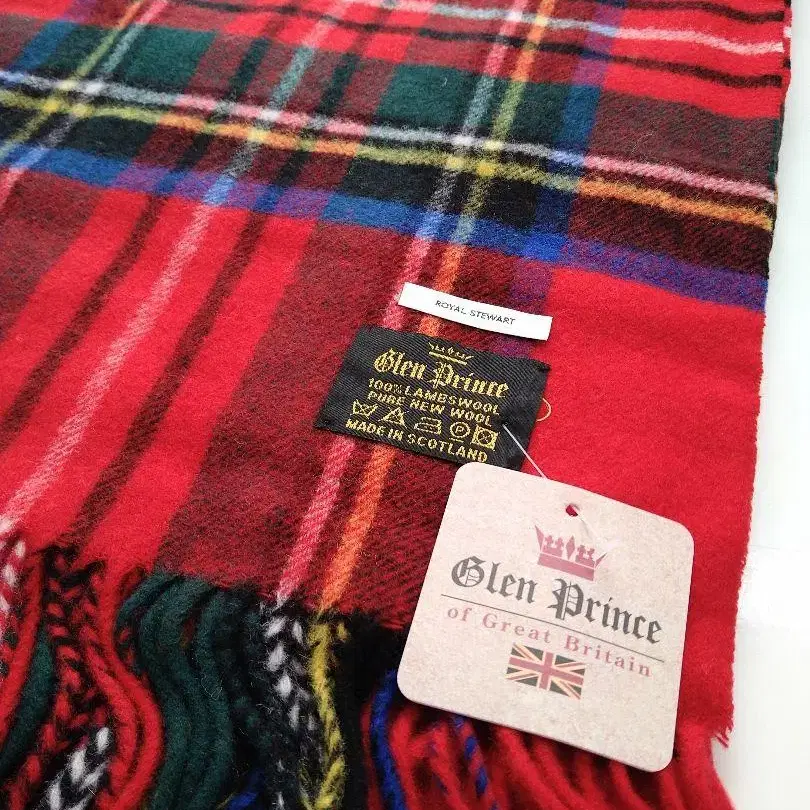 ROYAL STEWART
Glen Prince
100% LAMBSWOOL
PURE NEW WOOL
MADE IN SCOTLAND
Glen Prince
of Great Britain